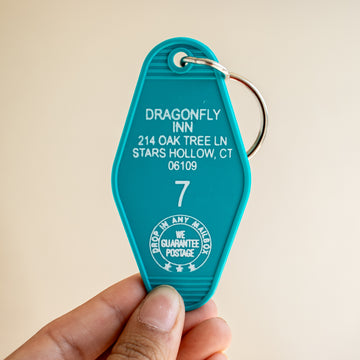 DRAGONFLY
INN
214 OAK TREE LN
STARS HOLLOW, CT
06109
7
DROP IN ANY MAILBOX
WE
GUARANTEE
POSTAGE